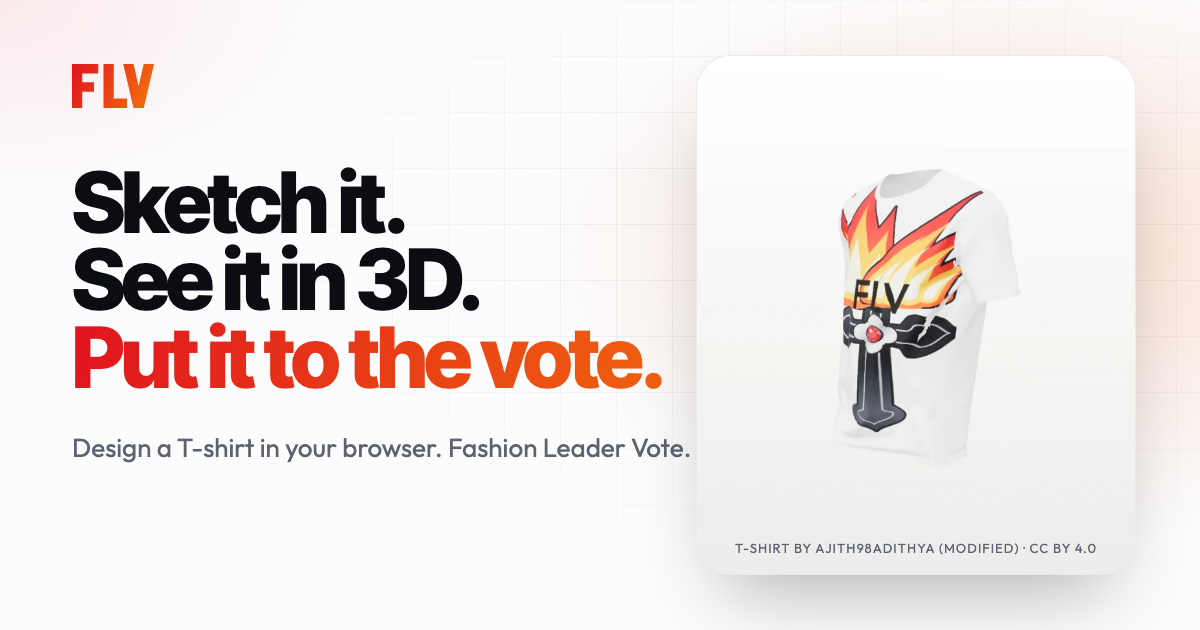 FLV
Sketch it.
See it in 3D.
Put it to the vote.
Design a T-shirt in your browser. Fashion Leader Vote.
FLV
T-SHIRT BY AJITH98ADITHYA (MODIFIED) · CC BY 4.0